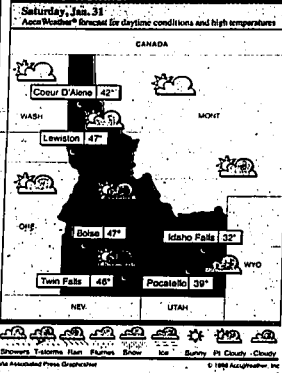 Saturday, Jan. 31
AccuWeather® forecast for daytime conditions and high temperatures
CANADA
Coeur D'Alene 42°
WASH
MONT
Lewiston 47°
ORE.
Boise 47°
Idaho Falls 32°
WYO
Twin Falls 46°
Pocatello 39°
NEV.
UTAH
Showers T-storms Rain Flurries Snow Ice Sunny Pt. Cloudy Cloudy
Via Associated Press GraphicsNet
© 1998 AccuWeather, Inc.